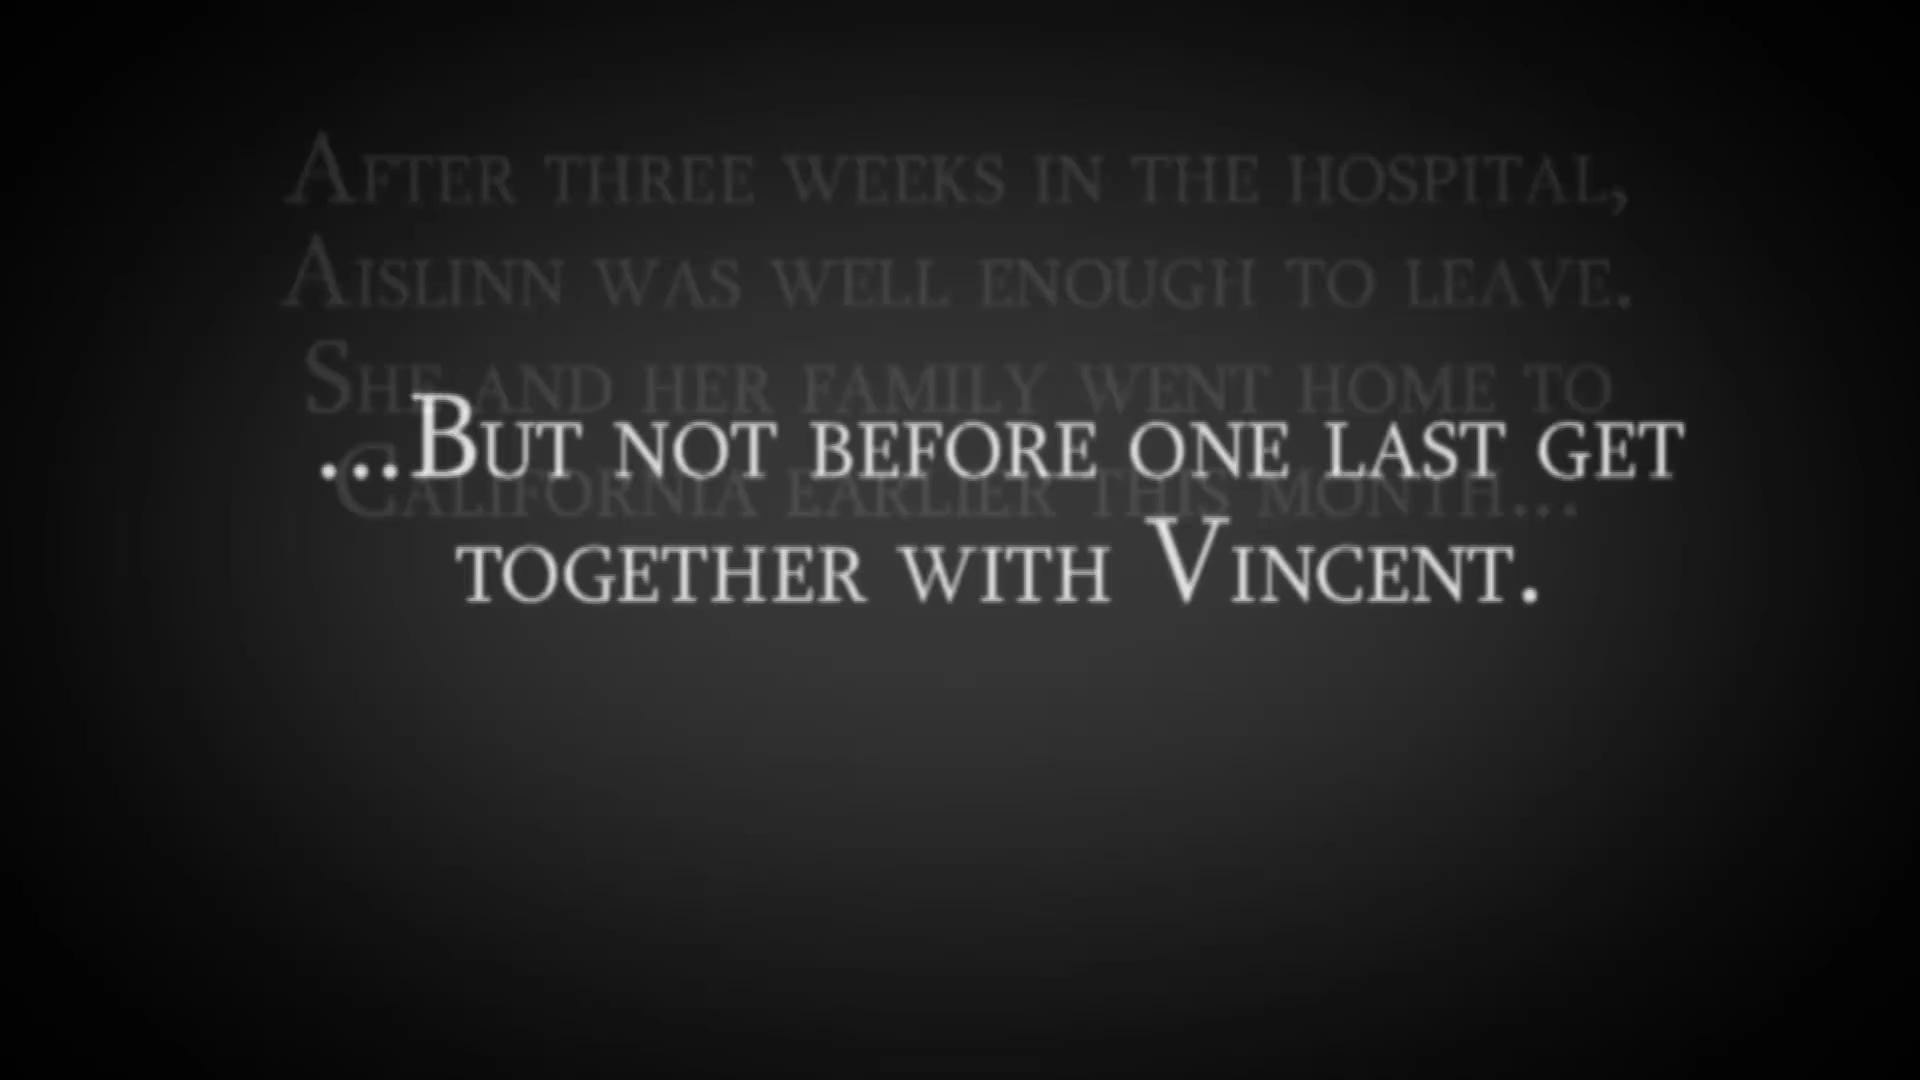 After three weeks in the hospital,
Aislinn was well enough to leave.
She and her family went home to
California earlier this month...
...But not before one last get
together with Vincent.